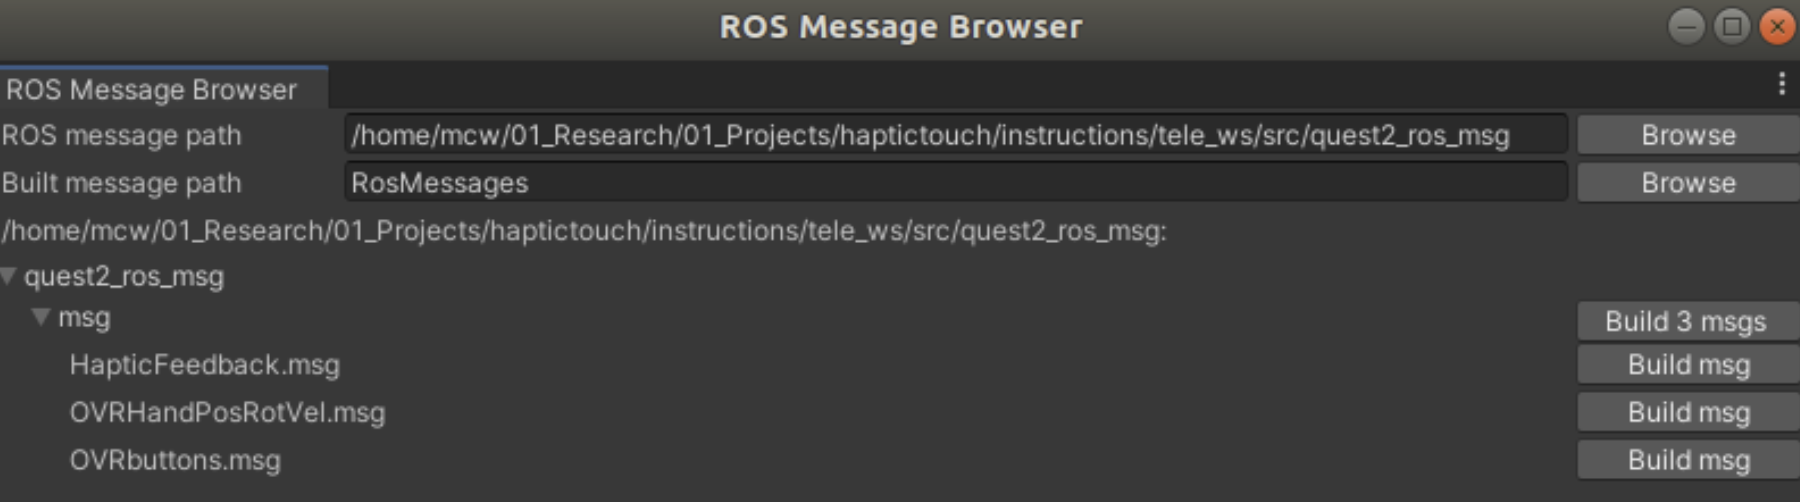 ROS Message Browser
ROS Message Browser
ROS message path /home/mcw/01_Research/01_Projects/haptictouch/instructions/tele_ws/src/quest2_ros_msg Browse
Built message path RosMessages Browse
/home/mcw/01_Research/01_Projects/haptictouch/instructions/tele_ws/src/quest2_ros_msg:
quest2_ros_msg
msg Build 3 msgs
HapticFeedback.msg Build msg
OVRHandPosRotVel.msg Build msg
OVRbuttons.msg Build msg